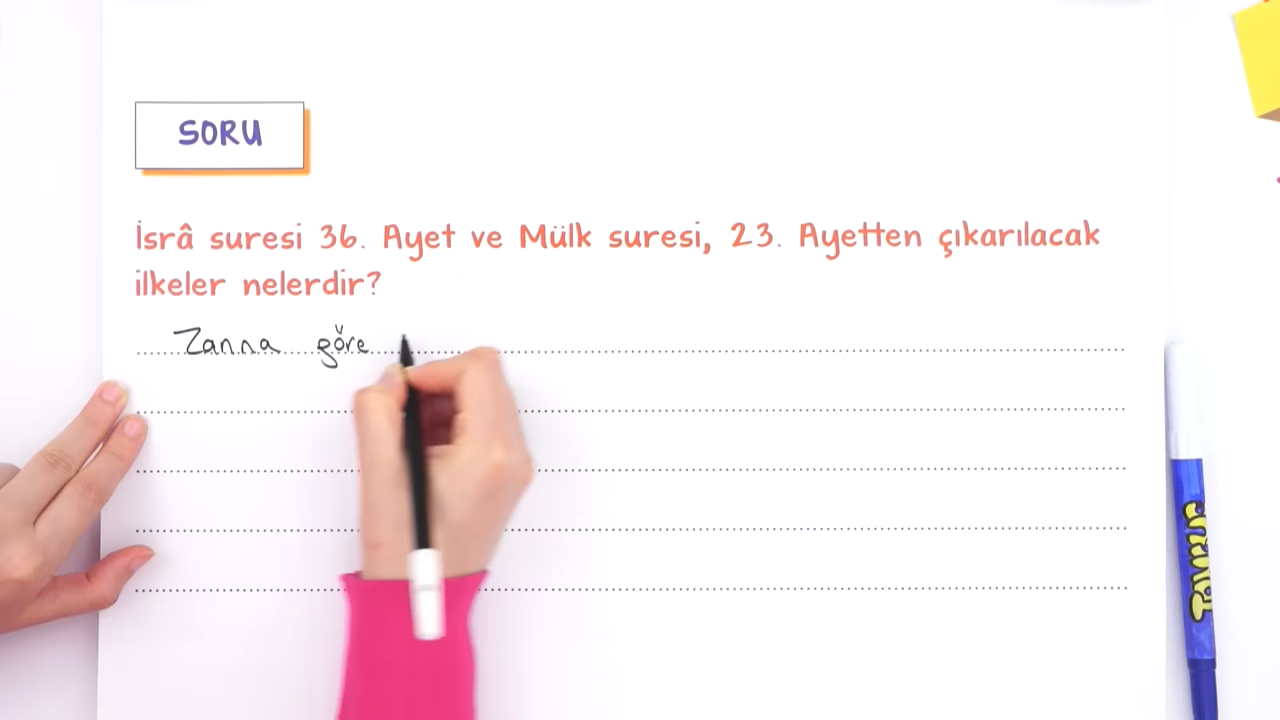 SORU
İsrâ suresi 36. Ayet ve Mülk suresi, 23. Ayetten çıkarılacak
ilkeler nelerdir?
Zanna göre